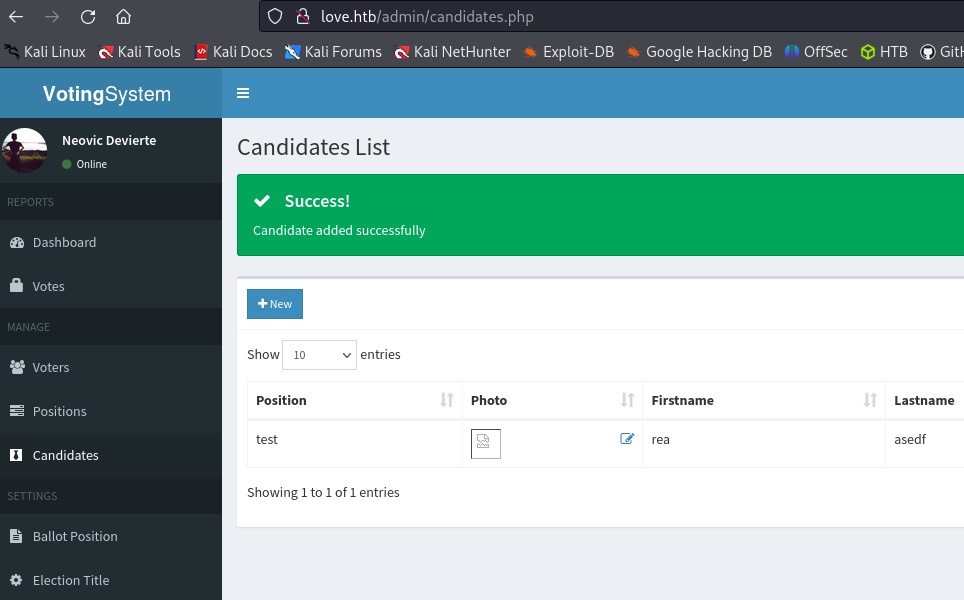 love.htb/admin/candidates.php
Kali Linux Kali Tools Kali Docs Kali Forums Kali NetHunter Exploit-DB Google Hacking DB OffSec HTB
VotingSystem
Neovic Devierte
Online
REPORTS
Dashboard
Votes
MANAGE
Voters
Positions
Candidates
SETTINGS
Ballot Position
Election Title
Candidates List
Success!
Candidate added successfully
New
Show 10 entries
Position Photo Firstname Lastname
test rea asedf
Showing 1 to 1 of 1 entries